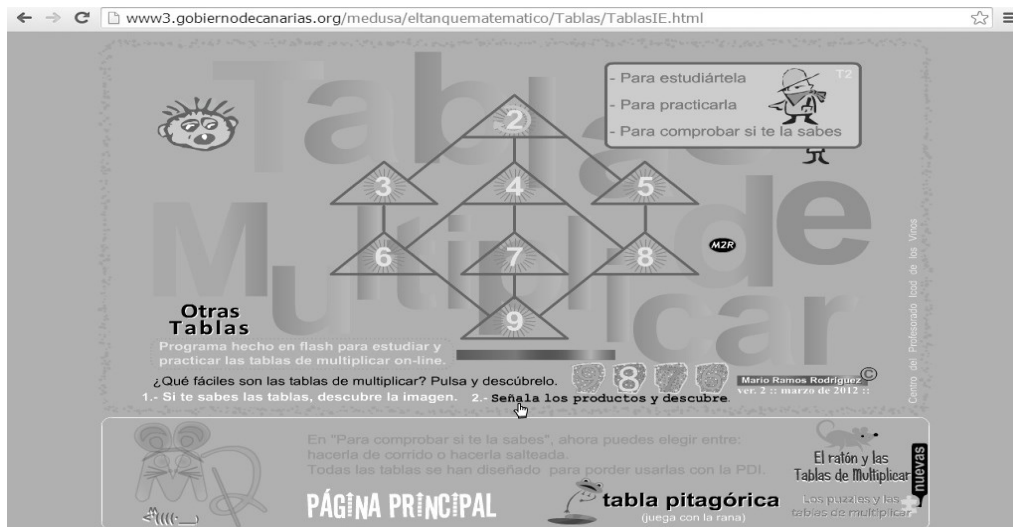 www3.gobiernodecanarias.org/medusa/eltanquematematico/Tablas/TablasIE.html
Tablas de
Multiplicar
T2
- Para estudiártela
- Para practicarla
- Para comprobar si te la sabes
2
3 4 5
6 7 8
9
M2R
Centro del Profesorado Icod de los Vinos
Otras
Tablas
Programa hecho en flash para estudiar y
practicar las tablas de multiplicar on-line.
¿Qué fáciles son las tablas de multiplicar? Pulsa y descúbrelo.
8
Mario Ramos Rodríguez ©
ver. 2 :: marzo de 2012 ::
1.- Si te sabes las tablas, descubre la imagen. 2.- Señala los productos y descubre.
En "Para comprobar si te la sabes", ahora puedes elegir entre:
hacerla de corrido o hacerla salteada.
Todas las tablas se han diseñado para porder usarlas con la PDI.
PÁGINA PRINCIPAL
tabla pitagórica
(juega con la rana)
El ratón y las
Tablas de Multiplicar
nuevas
Los puzzles y las
tablas de multiplicar